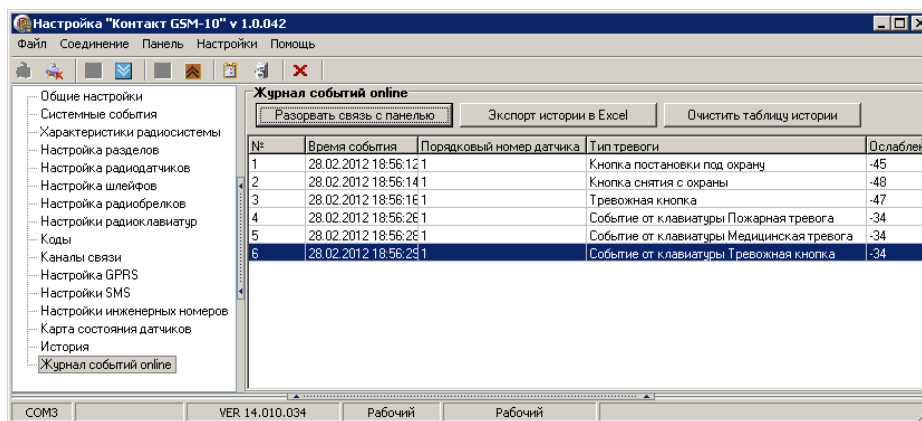 Настройка "Контакт GSM-10" v 1.0.042
Файл Соединение Панель Настройки Помощь
Общие настройки
Системные события
Характеристики радиосистемы
Настройка разделов
Настройка радиодатчиков
Настройка шлейфов
Настройка радиобрелков
Настройки радиоклавиатур
Коды
Каналы связи
Настройка GPRS
Настройки SMS
Настройки инженерных номеров
Карта состояния датчиков
История
Журнал событий online
Журнал событий online
Разорвать связь с панелью Экспорт истории в Excel Очистить таблицу истории
№ Время события Порядковый номер датчика Тип тревоги Ослаблен
1 28.02.2012 18:56:12 1 Кнопка постановки под охрану -45
2 28.02.2012 18:56:14 1 Кнопка снятия с охраны -48
3 28.02.2012 18:56:16 1 Тревожная кнопка -47
4 28.02.2012 18:56:26 1 Событие от клавиатуры Пожарная тревога -34
5 28.02.2012 18:56:28 1 Событие от клавиатуры Медицинская тревога -34
6 28.02.2012 18:56:29 1 Событие от клавиатуры Тревожная кнопка -34
COM3 VER 14.010.034 Рабочий Рабочий